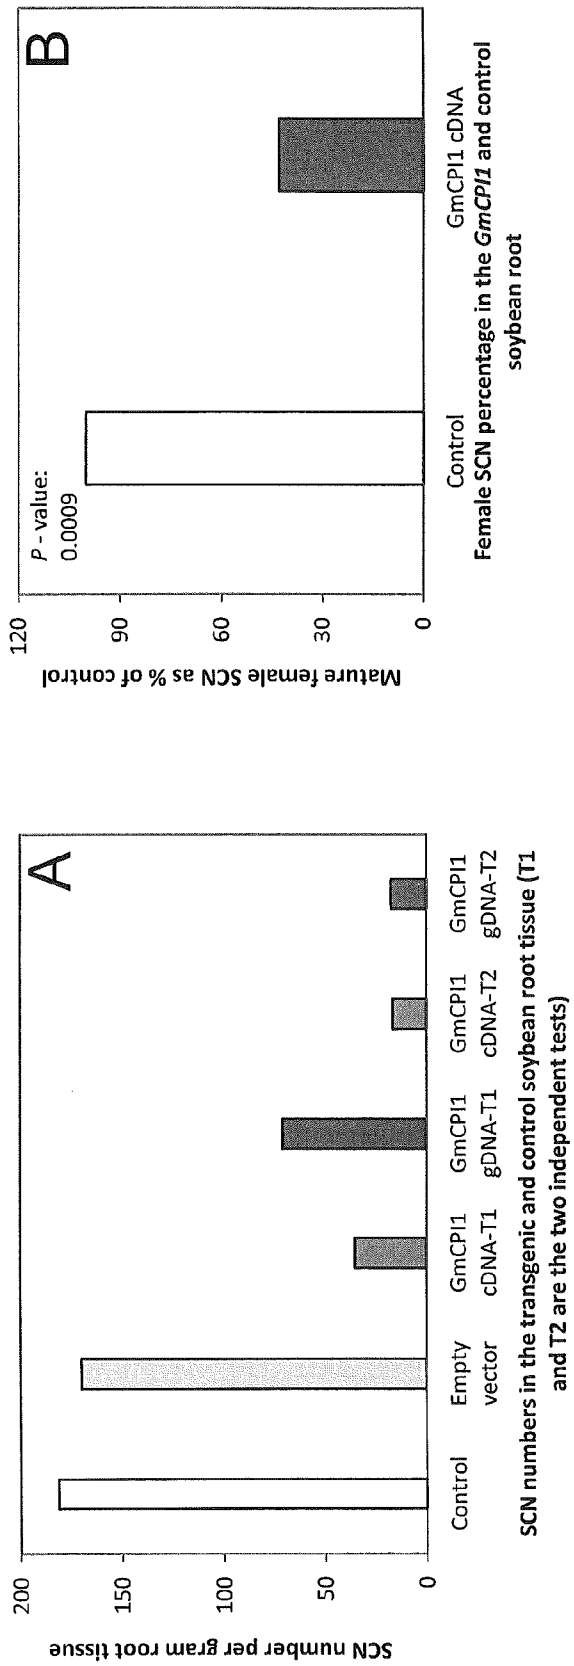 A
SCN number per gram root tissue
200
150
100
50
0
Control
Empty
vector
GmCPI1
cDNA-T1
GmCPI1
gDNA-T1
GmCPI1
cDNA-T2
GmCPI1
gDNA-T2
SCN numbers in the transgenic and control soybean root tissue (T1
and T2 are the two independent tests)
B
Mature female SCN as % of control
120
90
60
30
0
P - value:
0.0009
Control
GmCPI1 cDNA
Female SCN percentage in the GmCPI1 and control
soybean root